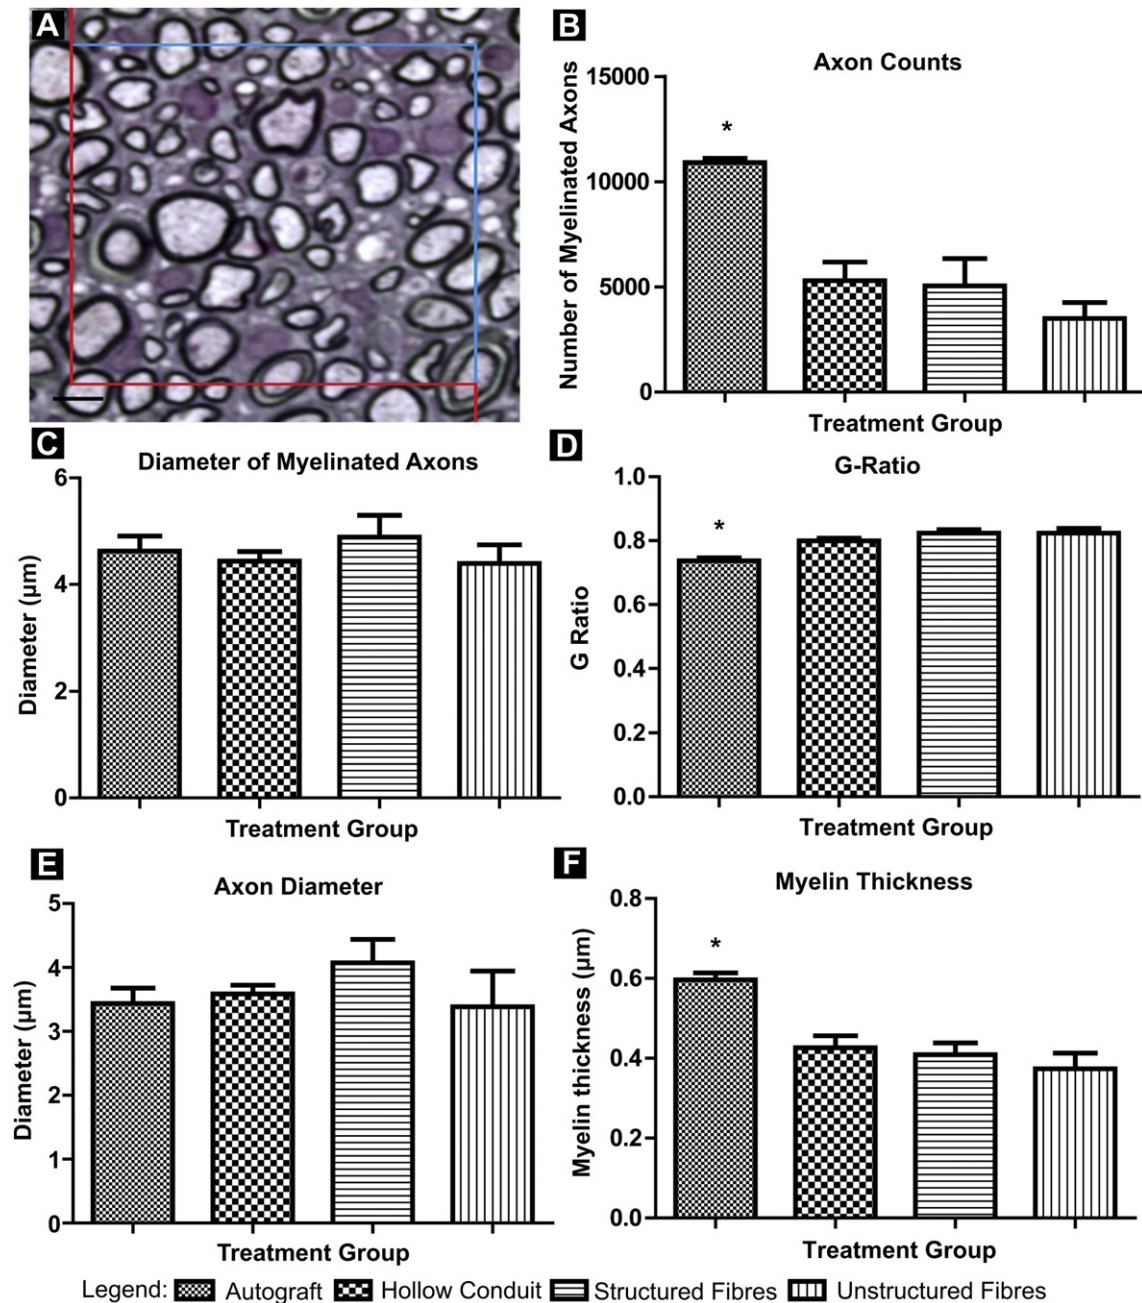 A
B
Axon Counts
Number of Myelinated Axons
15000
10000
5000
0
*
Treatment Group
C
Diameter of Myelinated Axons
Diameter (µm)
6
4
2
0
Treatment Group
D
G-Ratio
G Ratio
1.0
0.8
0.6
0.4
0.2
0.0
*
Treatment Group
E
Axon Diameter
Diameter (µm)
5
4
3
2
1
0
Treatment Group
F
Myelin Thickness
Myelin thickness (µm)
0.8
0.6
0.4
0.2
0.0
*
Treatment Group
Legend: Autograft Hollow Conduit Structured Fibres Unstructured Fibres